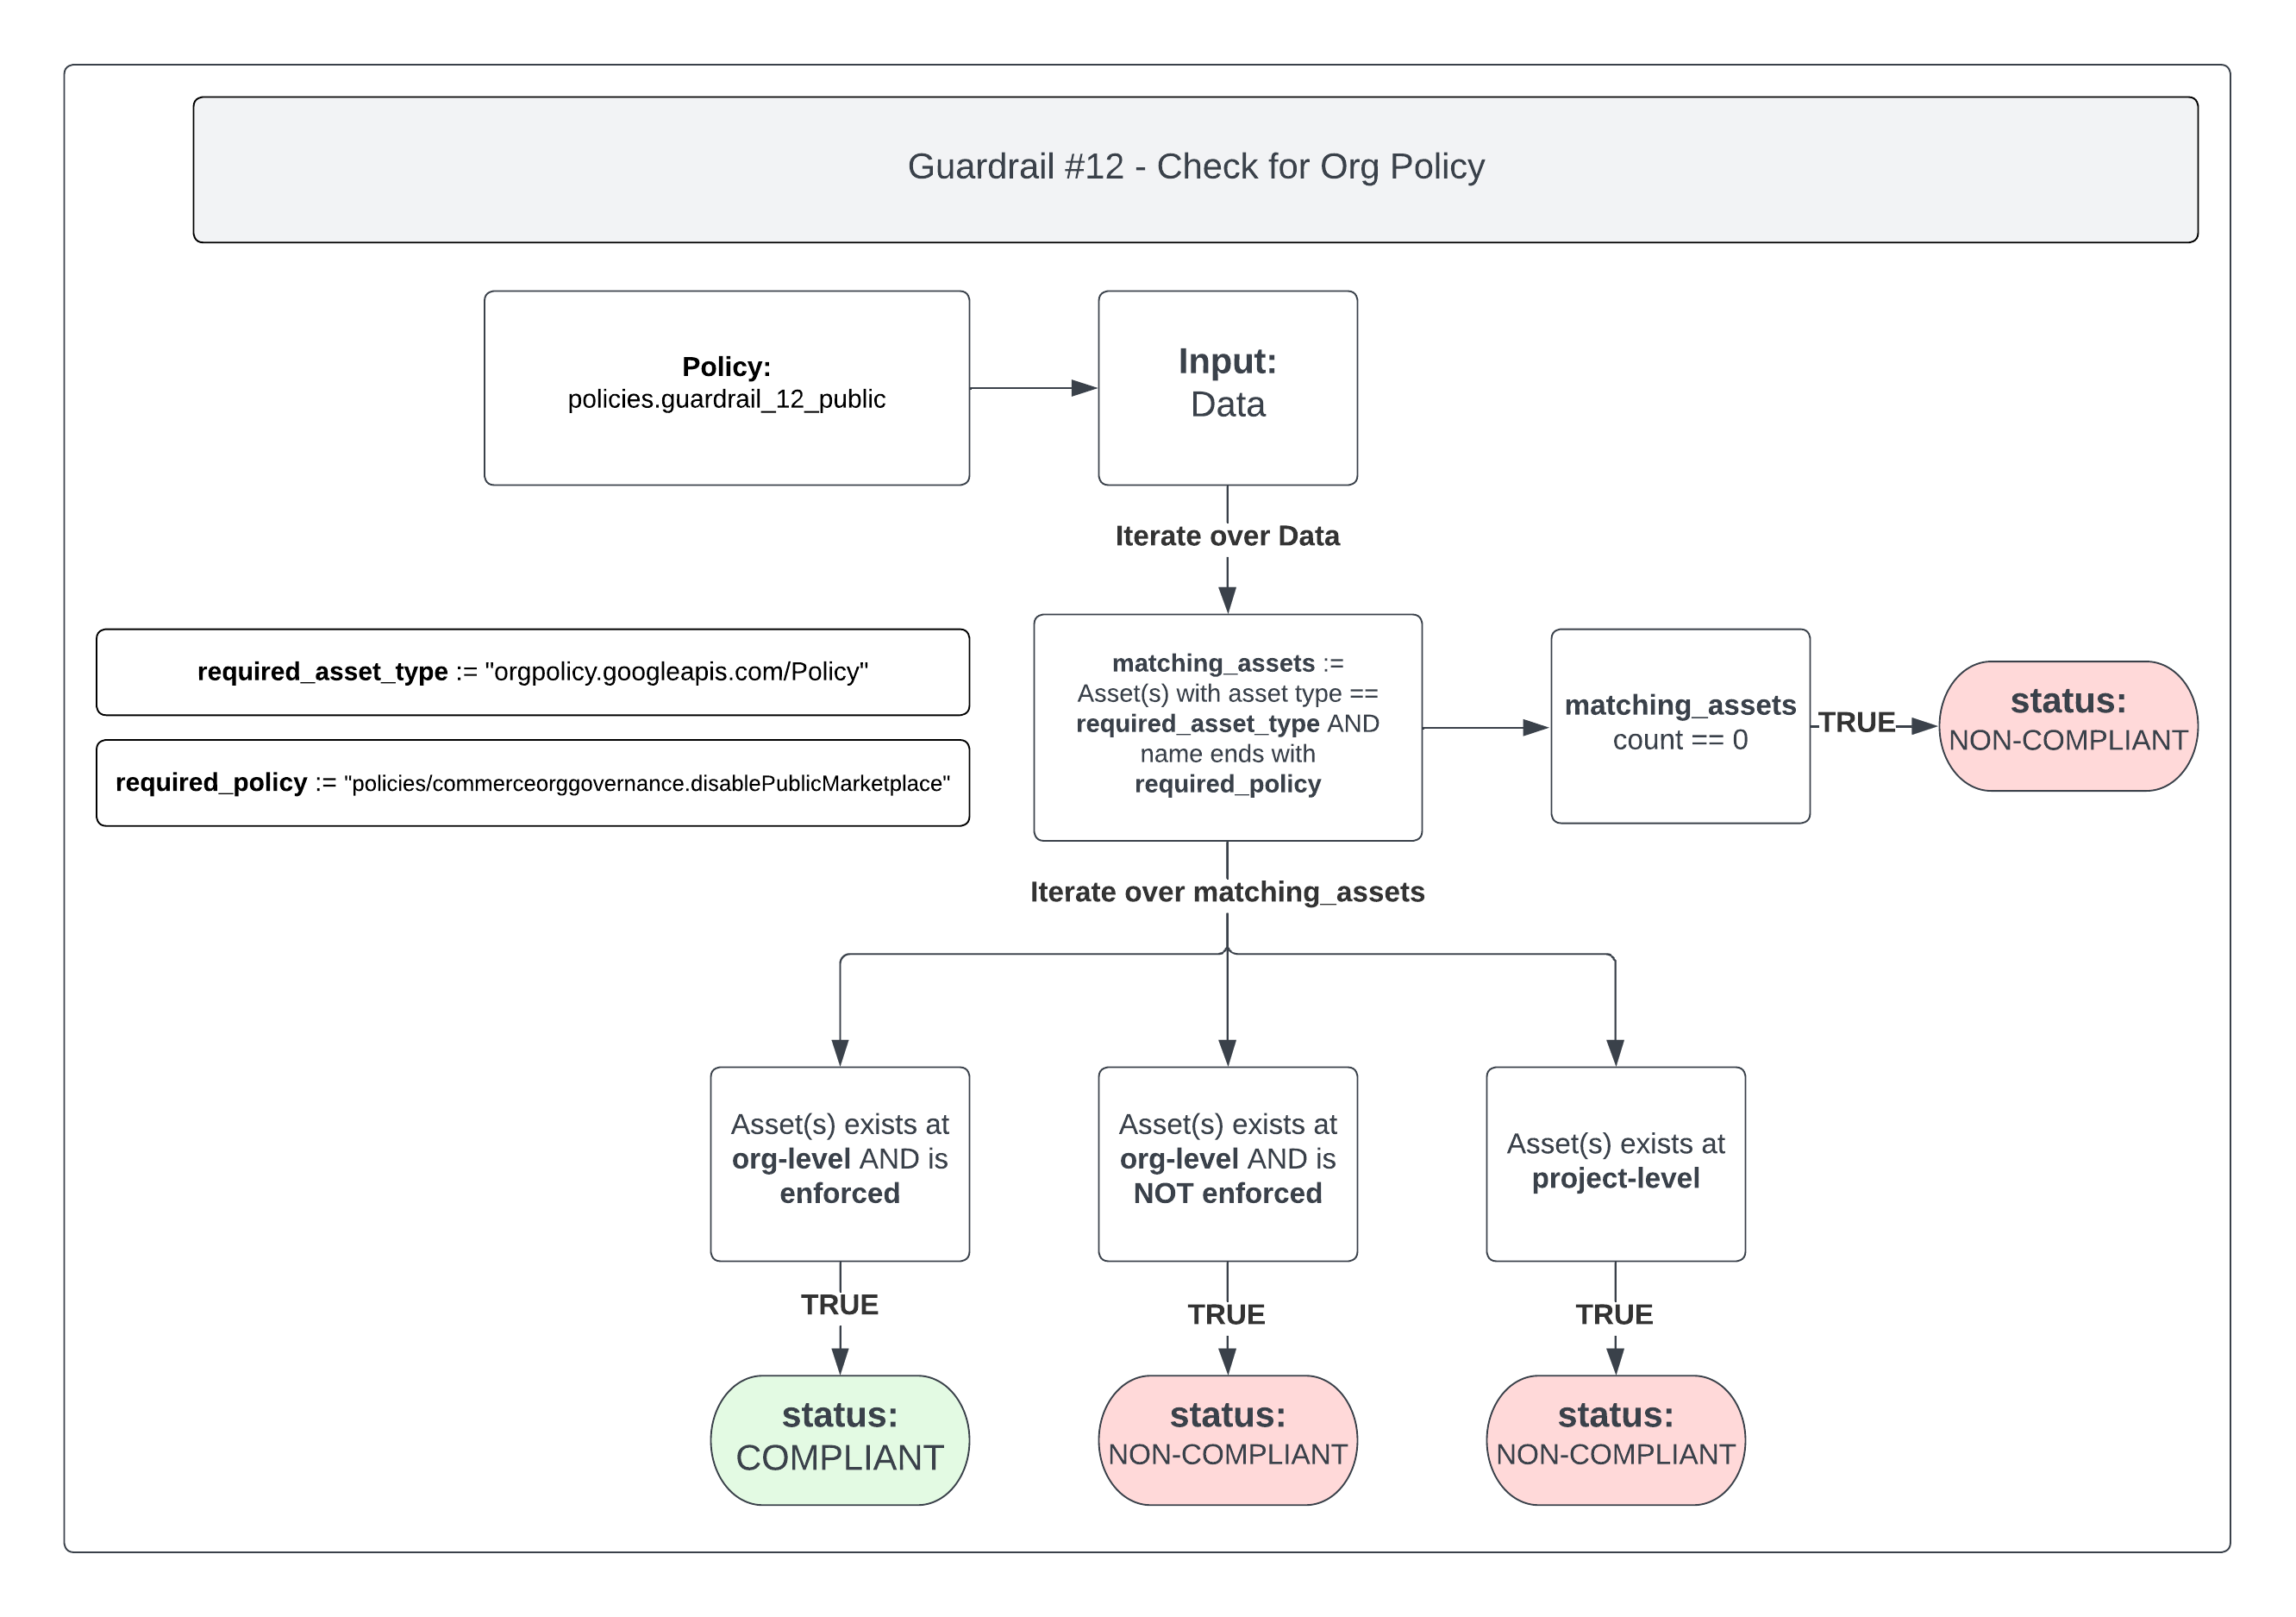 Guardrail #12 - Check for Org Policy
Policy:
policies.guardrail_12_public
Input:
Data
Iterate over Data
required_asset_type := "orgpolicy.googleapis.com/Policy"
required_policy := "policies/commerceorggovernance.disablePublicMarketplace"
matching_assets :=
Asset(s) with asset type ==
required_asset_type AND
name ends with
required_policy
matching_assets
count == 0
TRUE
status:
NON-COMPLIANT
Iterate over matching_assets
Asset(s) exists at
org-level AND is
enforced
Asset(s) exists at
org-level AND is
NOT enforced
Asset(s) exists at
project-level
TRUE
TRUE
TRUE
status:
COMPLIANT
status:
NON-COMPLIANT
status:
NON-COMPLIANT